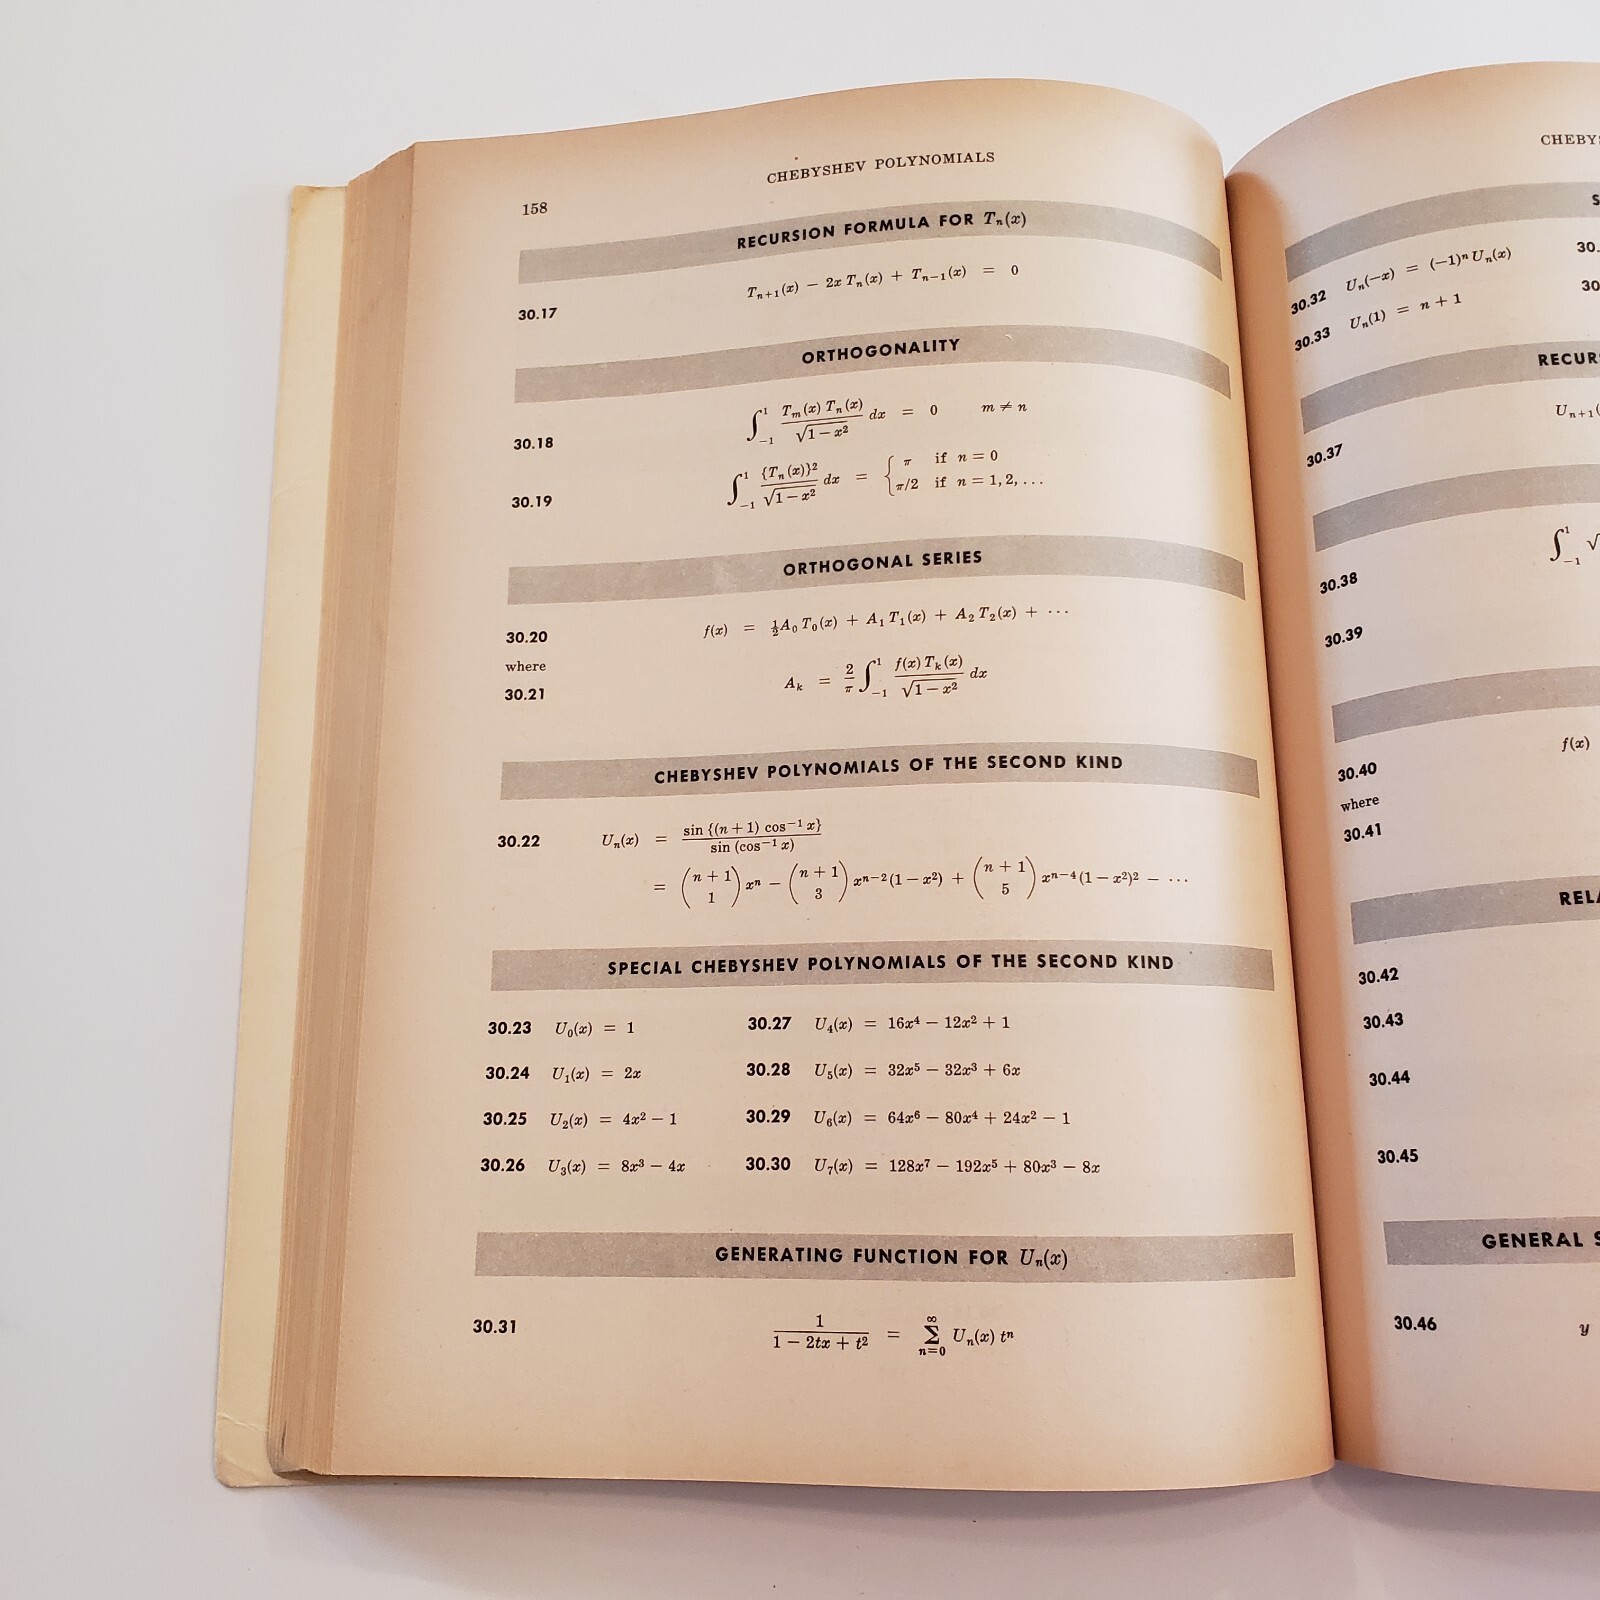 CHEBYSHEV POLYNOMIALS
158
RECURSION FORMULA FOR Tₙ(x)
30.17 Tₙ₊₁(x) − 2x Tₙ(x) + Tₙ₋₁(x) = 0
ORTHOGONALITY
30.18 ∫₋₁¹ Tₘ(x) Tₙ(x) / √(1−x²) dx = 0 m ≠ n
30.19 ∫₋₁¹ {Tₙ(x)}² / √(1−x²) dx = { π if n = 0
π/2 if n = 1, 2, ...
ORTHOGONAL SERIES
30.20 f(x) = ½A₀ T₀(x) + A₁ T₁(x) + A₂ T₂(x) + ···
where
30.21 Aₖ = 2/π ∫₋₁¹ f(x) Tₖ(x) / √(1−x²) dx
CHEBYSHEV POLYNOMIALS OF THE SECOND KIND
30.22 Uₙ(x) = sin {(n + 1) cos⁻¹ x} / sin (cos⁻¹ x)
= (n + 1 1) xⁿ − (n + 1 3) xⁿ⁻²(1 − x²) + (n + 1 5) xⁿ⁻⁴(1 − x²)² − ···
SPECIAL CHEBYSHEV POLYNOMIALS OF THE SECOND KIND
30.23 U₀(x) = 1 30.27 U₄(x) = 16x⁴ − 12x² + 1
30.24 U₁(x) = 2x 30.28 U₅(x) = 32x⁵ − 32x³ + 6x
30.25 U₂(x) = 4x² − 1 30.29 U₆(x) = 64x⁶ − 80x⁴ + 24x² − 1
30.26 U₃(x) = 8x³ − 4x 30.30 U₇(x) = 128x⁷ − 192x⁵ + 80x³ − 8x
GENERATING FUNCTION FOR Uₙ(x)
30.31 1 / (1 − 2tx + t²) = ∑ₙ₌₀^∞ Uₙ(x) tⁿ
CHEBY
S
30.32 Uₙ(−x) = (−1)ⁿ Uₙ(x) 30.
30.33 Uₙ(1) = n + 1 30
RECUR
Uₙ₊₁(
30.37
30.38 ∫₋₁¹ √
30.39
f(x)
30.40
where
30.41
RELA
30.42
30.43
30.44
30.45
GENERAL S
30.46 y